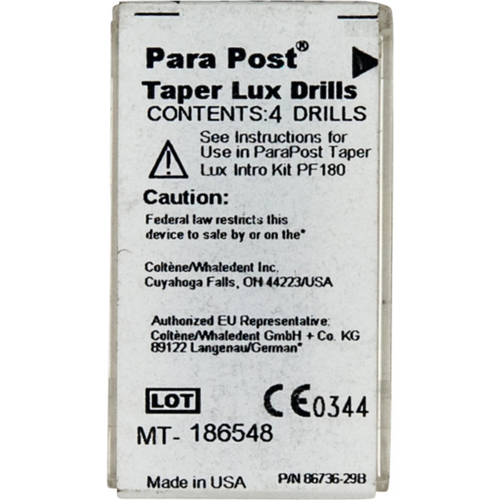 Para Post®
Taper Lux Drills
CONTENTS:4 DRILLS
See Instructions for
Use in ParaPost Taper
Lux Intro Kit PF180
Caution:
Federal law restricts this
device to safe by or on the*
Coltène/Whaledent Inc.
Cuyahoga Falls, OH 44223/USA
Authorized EU Representative:
Coltène/Whaledent GmbH + Co. KG
89122 Langenau/German*
LOT CE0344
MT- 186548
Made in USA P/N 86736-29B